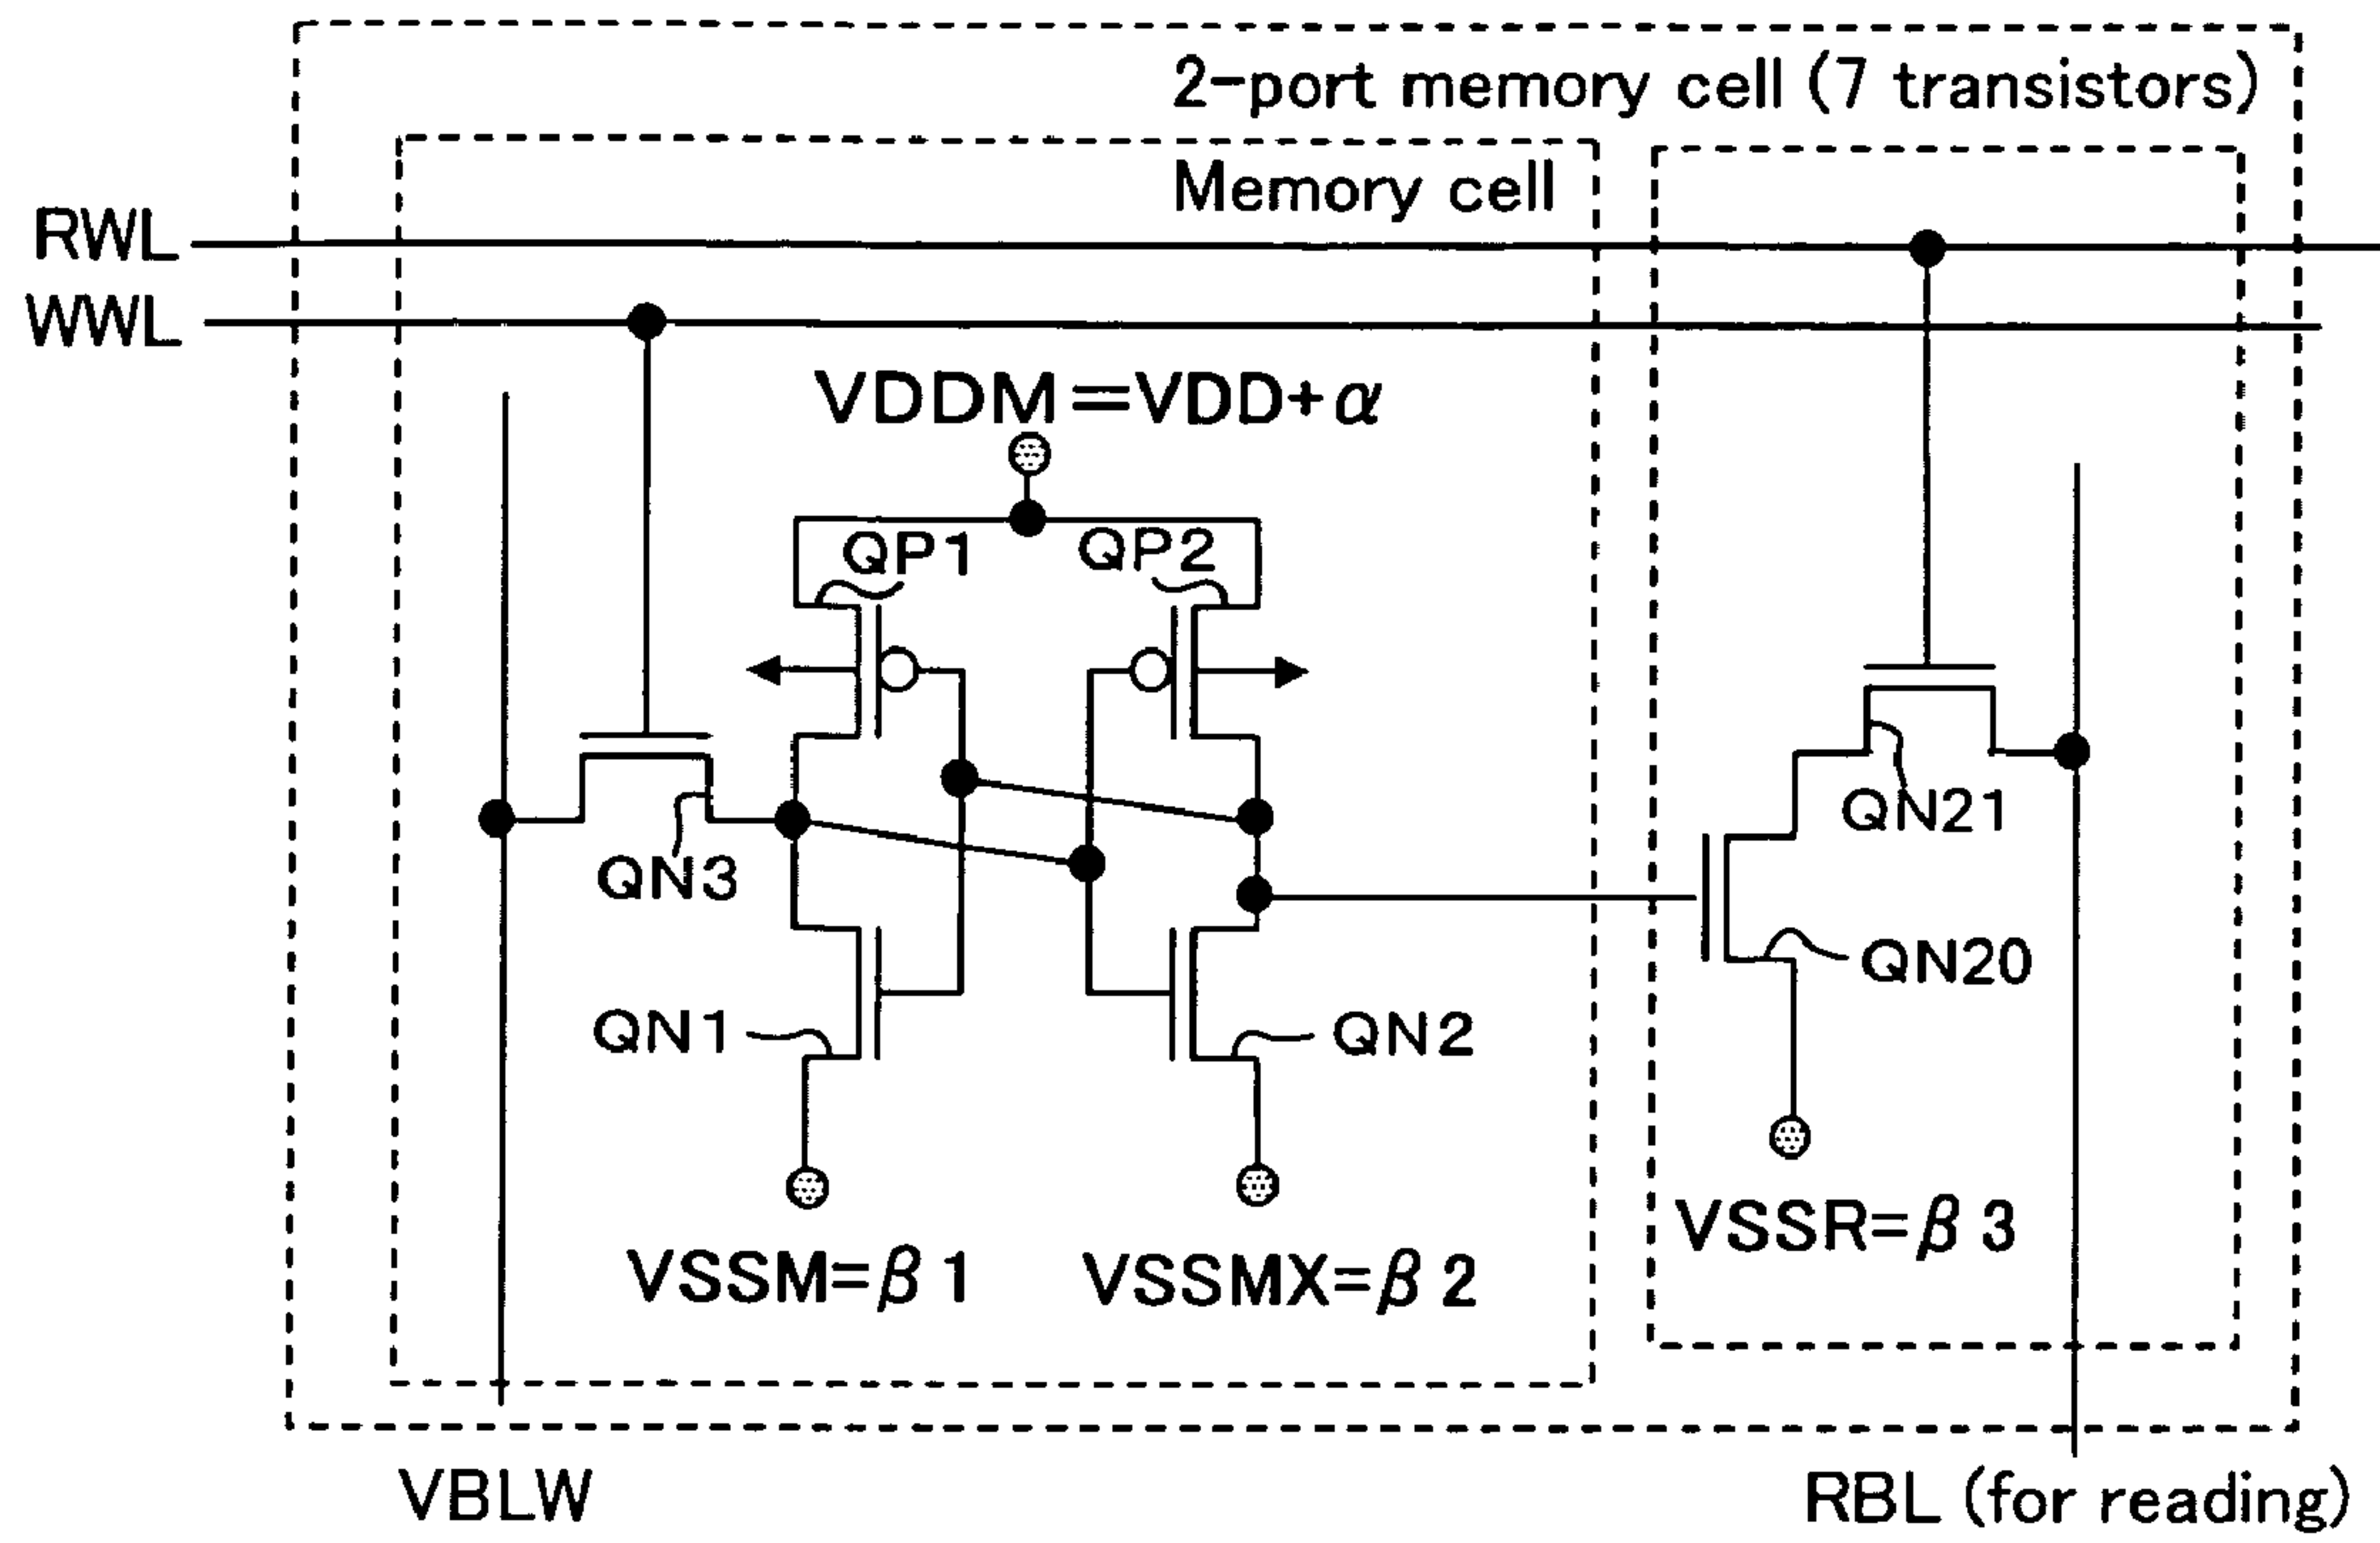 2-port memory cell (7 transistors)
Memory cell
RWL
WWL
VDDM=VDD+α
QP1 QP2
QN3
QN21
QN20
QN1
QN2
VSSM=β1
VSSMX=β2
VSSR=β3
VBLW
RBL (for reading)